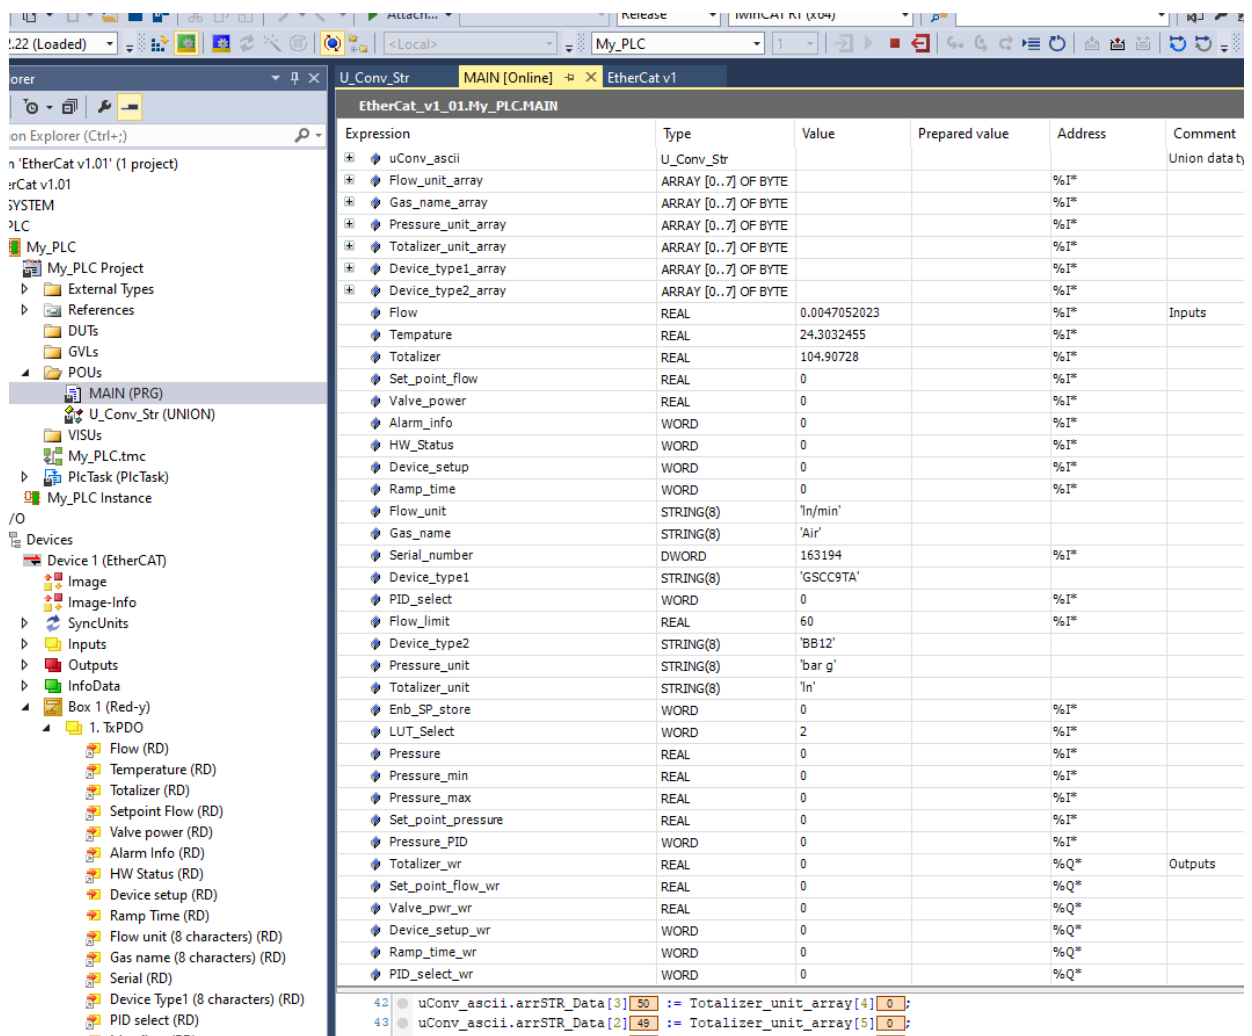 Attach...
Release
TwinCAT RT (x64)
2.22 (Loaded)
<Local>
My_PLC
1
orer
U_Conv_Str
MAIN [Online]
EtherCat v1
EtherCat_v1_01.My_PLC.MAIN
ion Explorer (Ctrl+;)
n 'EtherCat v1.01' (1 project)
erCat v1.01
SYSTEM
PLC
My_PLC
My_PLC Project
External Types
References
DUTs
GVLs
POUs
MAIN (PRG)
U_Conv_Str (UNION)
VISUs
My_PLC.tmc
PlcTask (PlcTask)
My_PLC Instance
/O
Devices
Device 1 (EtherCAT)
Image
Image-Info
SyncUnits
Inputs
Outputs
InfoData
Box 1 (Red-y)
1. TxPDO
Flow (RD)
Temperature (RD)
Totalizer (RD)
Setpoint Flow (RD)
Valve power (RD)
Alarm Info (RD)
HW Status (RD)
Device setup (RD)
Ramp Time (RD)
Flow unit (8 characters) (RD)
Gas name (8 characters) (RD)
Serial (RD)
Device Type1 (8 characters) (RD)
PID select (RD)
Expression Type Value Prepared value Address Comment
uConv_ascii U_Conv_Str Union data ty
Flow_unit_array ARRAY [0..7] OF BYTE %I*
Gas_name_array ARRAY [0..7] OF BYTE %I*
Pressure_unit_array ARRAY [0..7] OF BYTE %I*
Totalizer_unit_array ARRAY [0..7] OF BYTE %I*
Device_type1_array ARRAY [0..7] OF BYTE %I*
Device_type2_array ARRAY [0..7] OF BYTE %I*
Flow REAL 0.0047052023 %I* Inputs
Tempature REAL 24.3032455 %I*
Totalizer REAL 104.90728 %I*
Set_point_flow REAL 0 %I*
Valve_power REAL 0 %I*
Alarm_info WORD 0 %I*
HW_Status WORD 0 %I*
Device_setup WORD 0 %I*
Ramp_time WORD 0 %I*
Flow_unit STRING(8) 'ln/min'
Gas_name STRING(8) 'Air'
Serial_number DWORD 163194 %I*
Device_type1 STRING(8) 'GSCC9TA'
PID_select WORD 0 %I*
Flow_limit REAL 60 %I*
Device_type2 STRING(8) 'BB12'
Pressure_unit STRING(8) 'bar g'
Totalizer_unit STRING(8) 'ln'
Enb_SP_store WORD 0 %I*
LUT_Select WORD 2 %I*
Pressure REAL 0 %I*
Pressure_min REAL 0 %I*
Pressure_max REAL 0 %I*
Set_point_pressure REAL 0 %I*
Pressure_PID WORD 0 %I*
Totalizer_wr REAL 0 %Q* Outputs
Set_point_flow_wr REAL 0 %Q*
Valve_pwr_wr REAL 0 %Q*
Device_setup_wr WORD 0 %Q*
Ramp_time_wr WORD 0 %Q*
PID_select_wr WORD 0 %Q*
42 uConv_ascii.arrSTR_Data[3] 50 := Totalizer_unit_array[4] 0 ;
43 uConv_ascii.arrSTR_Data[2] 49 := Totalizer_unit_array[5] 0 ;